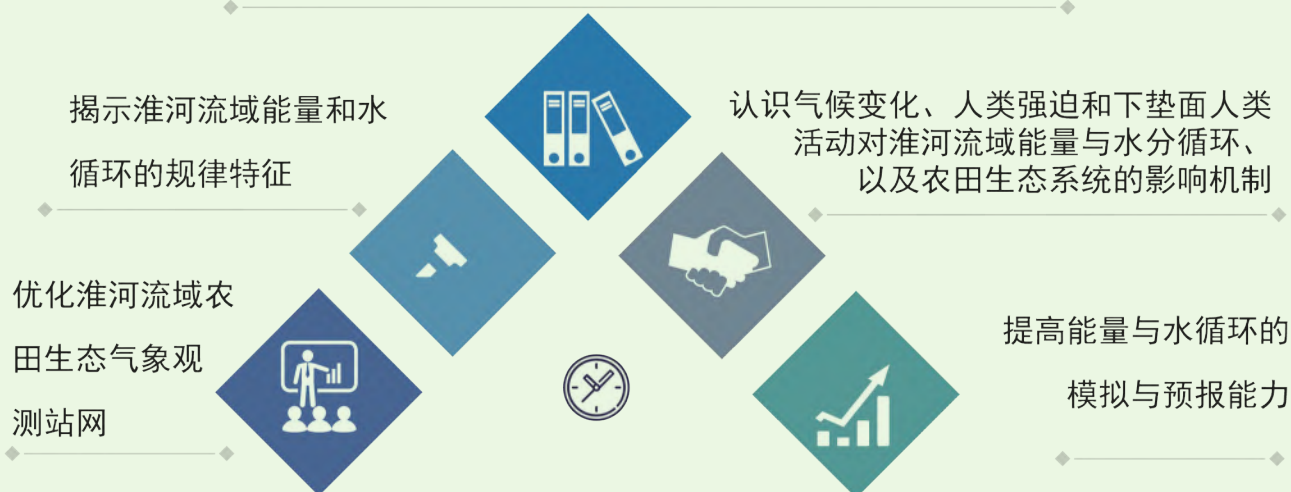 揭示淮河流域能量和水
循环的规律特征
认识气候变化、人类强迫和下垫面人类
活动对淮河流域能量与水分循环、
以及农田生态系统的影响机制
优化淮河流域农
田生态气象观
测站网
提高能量与水循环的
模拟与预报能力